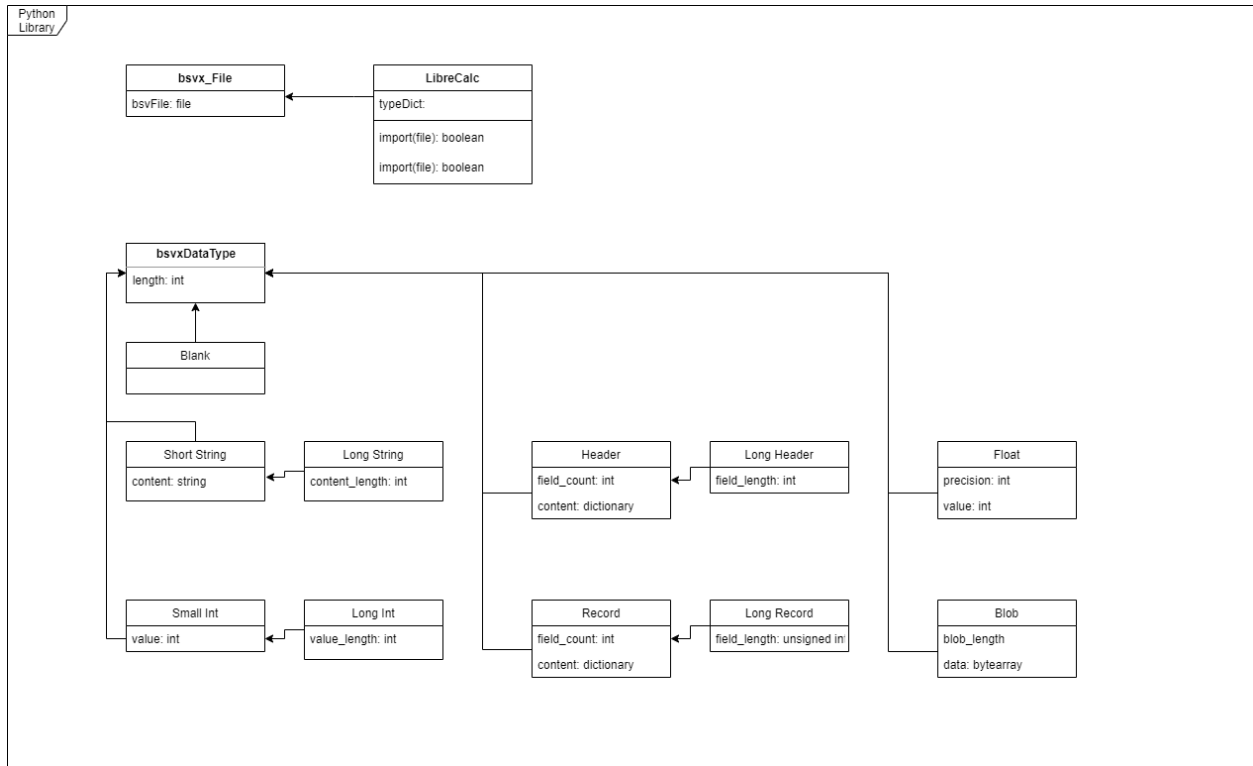 Python
Library
bsvx_File
bsvFile: file
LibreCalc
typeDict:
import(file): boolean
import(file): boolean
bsvxDataType
length: int
Blank
Short String
content: string
Long String
content_length: int
Header
field_count: int
content: dictionary
Long Header
field_length: int
Float
precision: int
value: int
Small Int
value: int
Long Int
value_length: int
Record
field_count: int
content: dictionary
Long Record
field_length: unsigned int
Blob
blob_length
data: bytearray